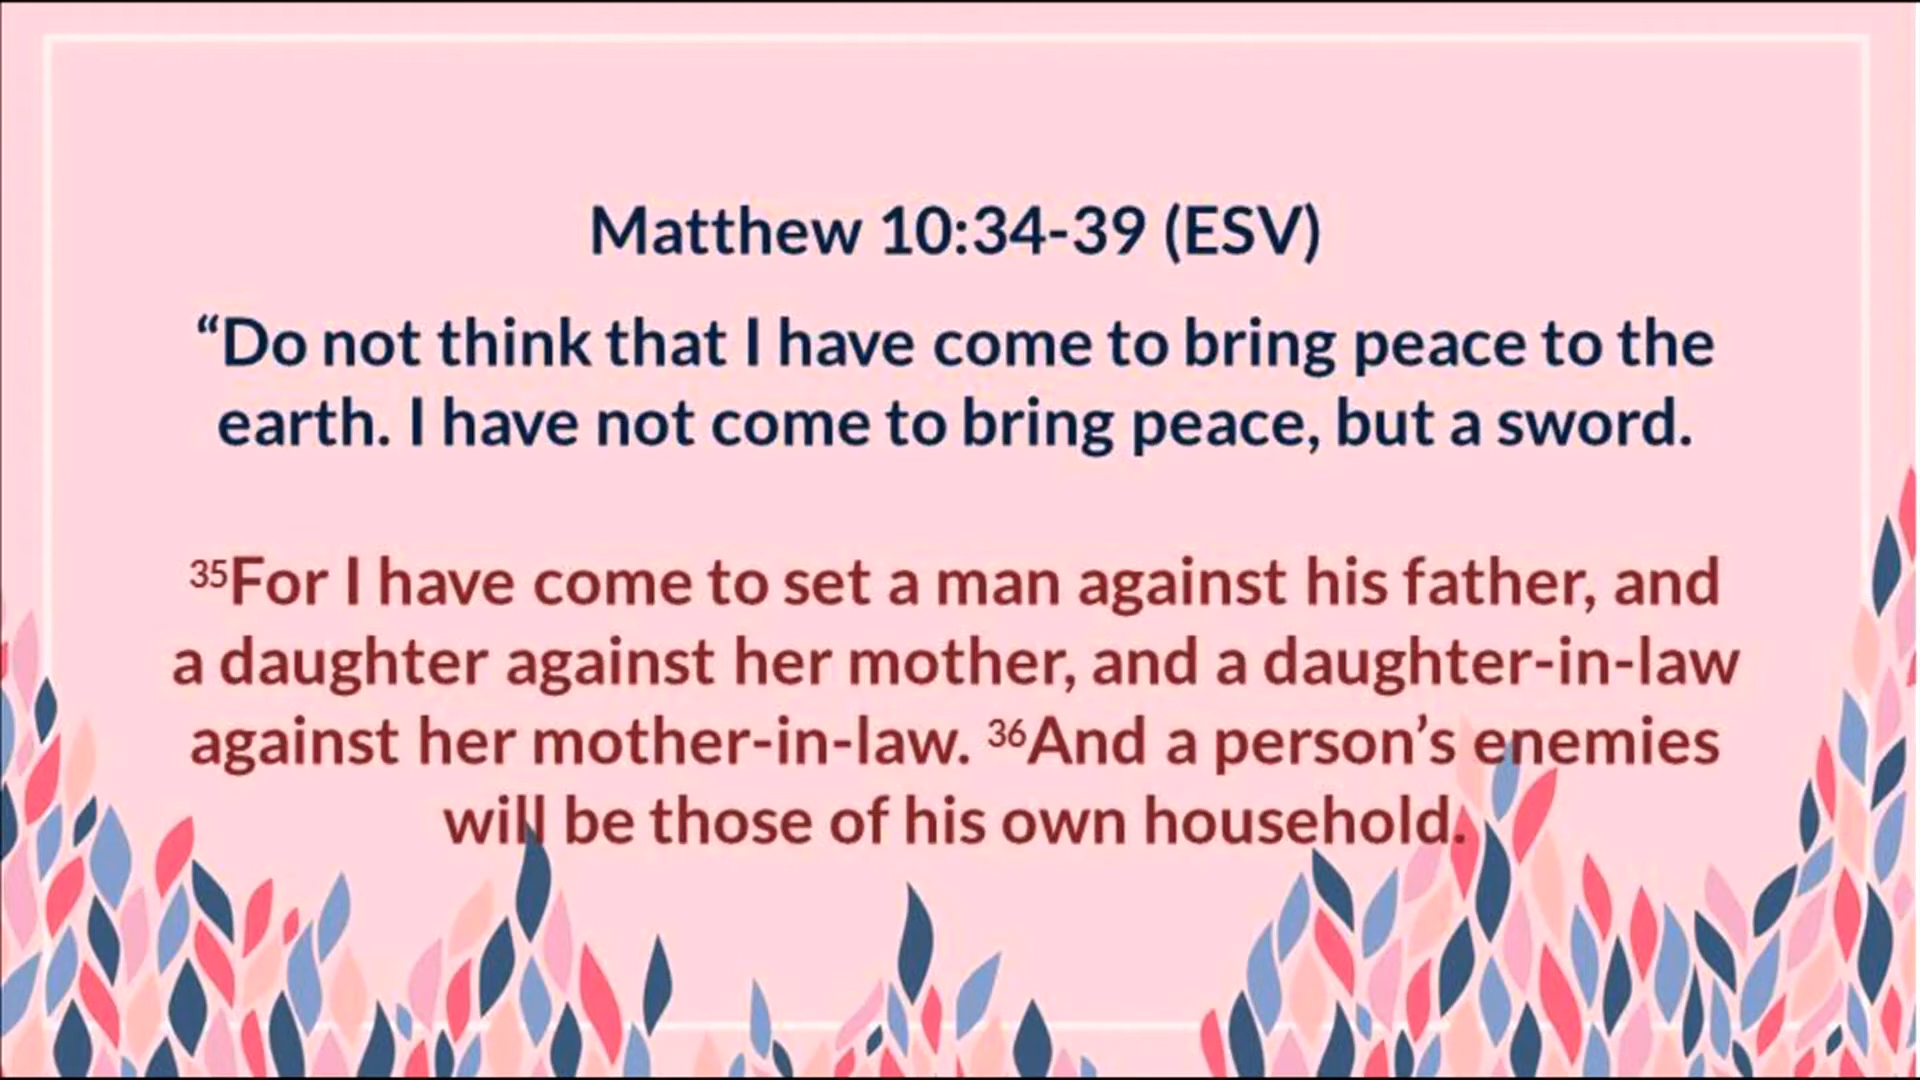 Matthew 10:34-39 (ESV)
“Do not think that I have come to bring peace to the
earth. I have not come to bring peace, but a sword.
³⁵For I have come to set a man against his father, and
a daughter against her mother, and a daughter-in-law
against her mother-in-law. ³⁶And a person’s enemies
will be those of his own household.